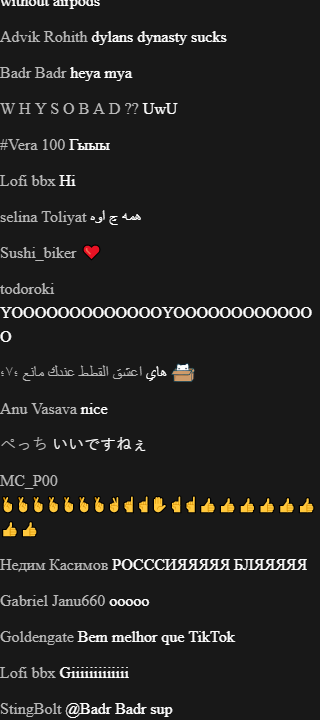 without airpods
Advik Rohith dylans dynasty sucks
Badr Badr heya mya
W H Y S O B A D ?? UwU
#Vera 100 Гыыы
Lofi bbx Hi
selina Toliyat همه چ اوه
Sushi_biker ❤️
todoroki
YOOOOOOOOOOOOOYOOOOOOOOOOOO
O
هاي اعشق القطط عندك مانع ؛٧؛
Anu Vasava nice
ぺっち いいですねぇ
MC_P00
Недим Касимов РОСССИЯЯЯЯЯ БЛЯЯЯЯЯ
Gabriel Janu660 ooooo
Goldengate Bem melhor que TikTok
Lofi bbx Giiiiiiiiiiiii
StingBolt @Badr Badr sup